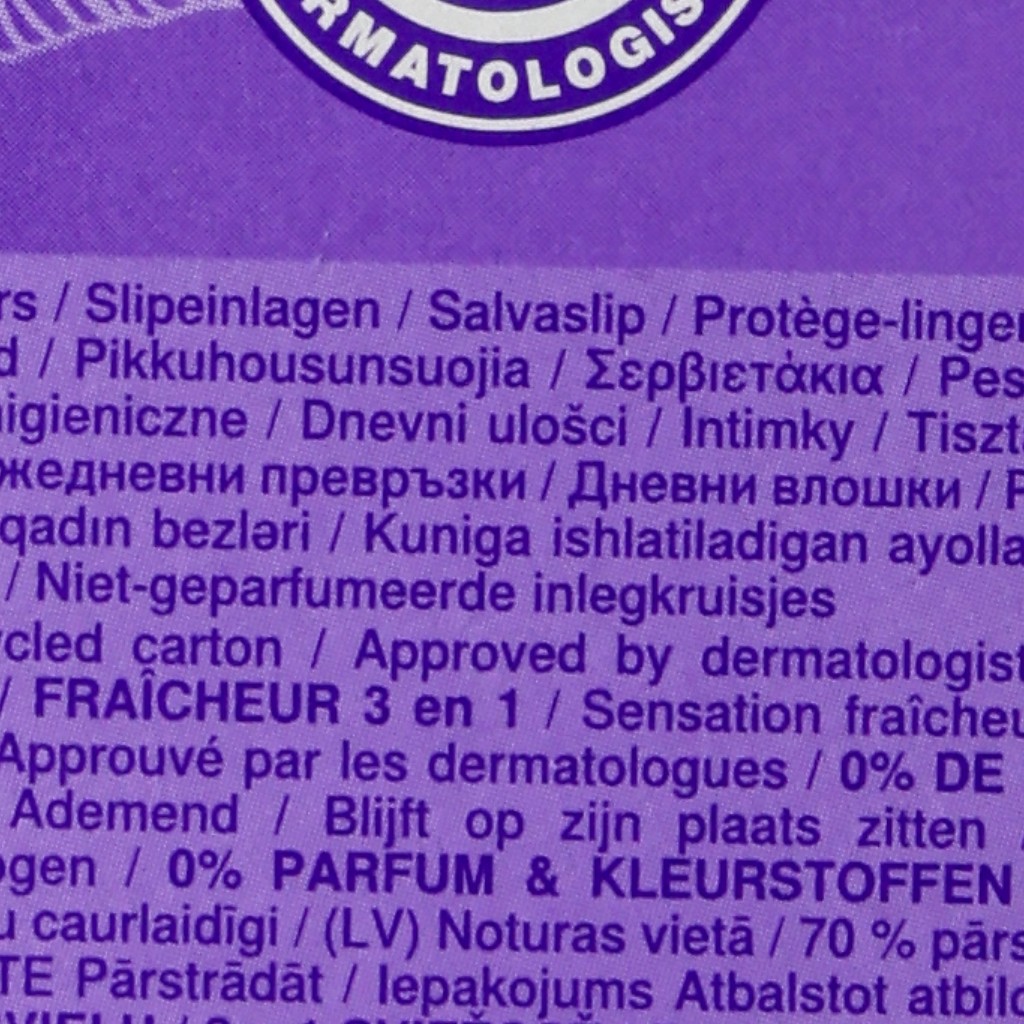 RMATOLOGIS
rs / Slipeinlagen / Salvaslip / Protège-linger
d / Pikkuhousunsuojia / Σερβιετάκια / Pes
higieniczne / Dnevni ulošci / Intimky / Tiszt
жедневни превръзки / Дневни влошки /
qadın bezləri / Kuniga ishlatiladigan ayolla
/ Niet-geparfumeerde inlegkruisjes
ycled carton / Approved by dermatologist
/ FRAÎCHEUR 3 en 1 / Sensation fraîcheu
Approuvé par les dermatologues / 0% DE
Ademend / Blijft op zijn plaats zitten /
ogen / 0% PARFUM & KLEURSTOFFEN
u caurlaidīgi / (LV) Noturas vietā / 70 % pārs
TE Pārstrādāt / Iepakojums Atbalstot atbild